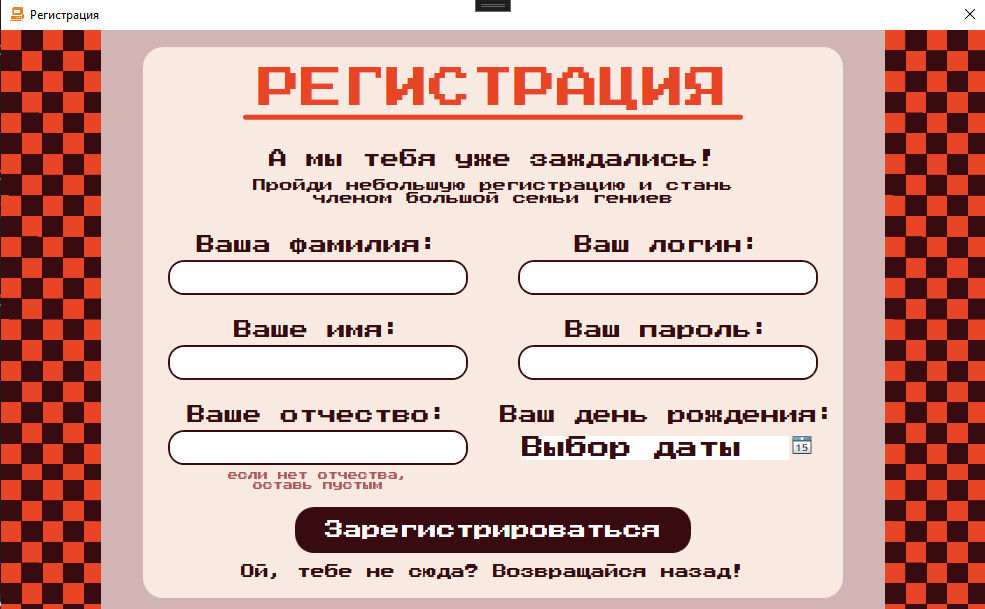 Регистрация
РЕГИСТРАЦИЯ
А мы тебя уже заждались!
Пройди небольшую регистрацию и стань
членом большой семьи гениев
Ваша фамилия:
Ваш логин:
Ваше имя:
Ваш пароль:
Ваше отчество:
Ваш день рождения:
Выбор даты
15
если нет отчества,
оставь пустым
Зарегистрироваться
Ой, тебе не сюда? Возвращайся назад!